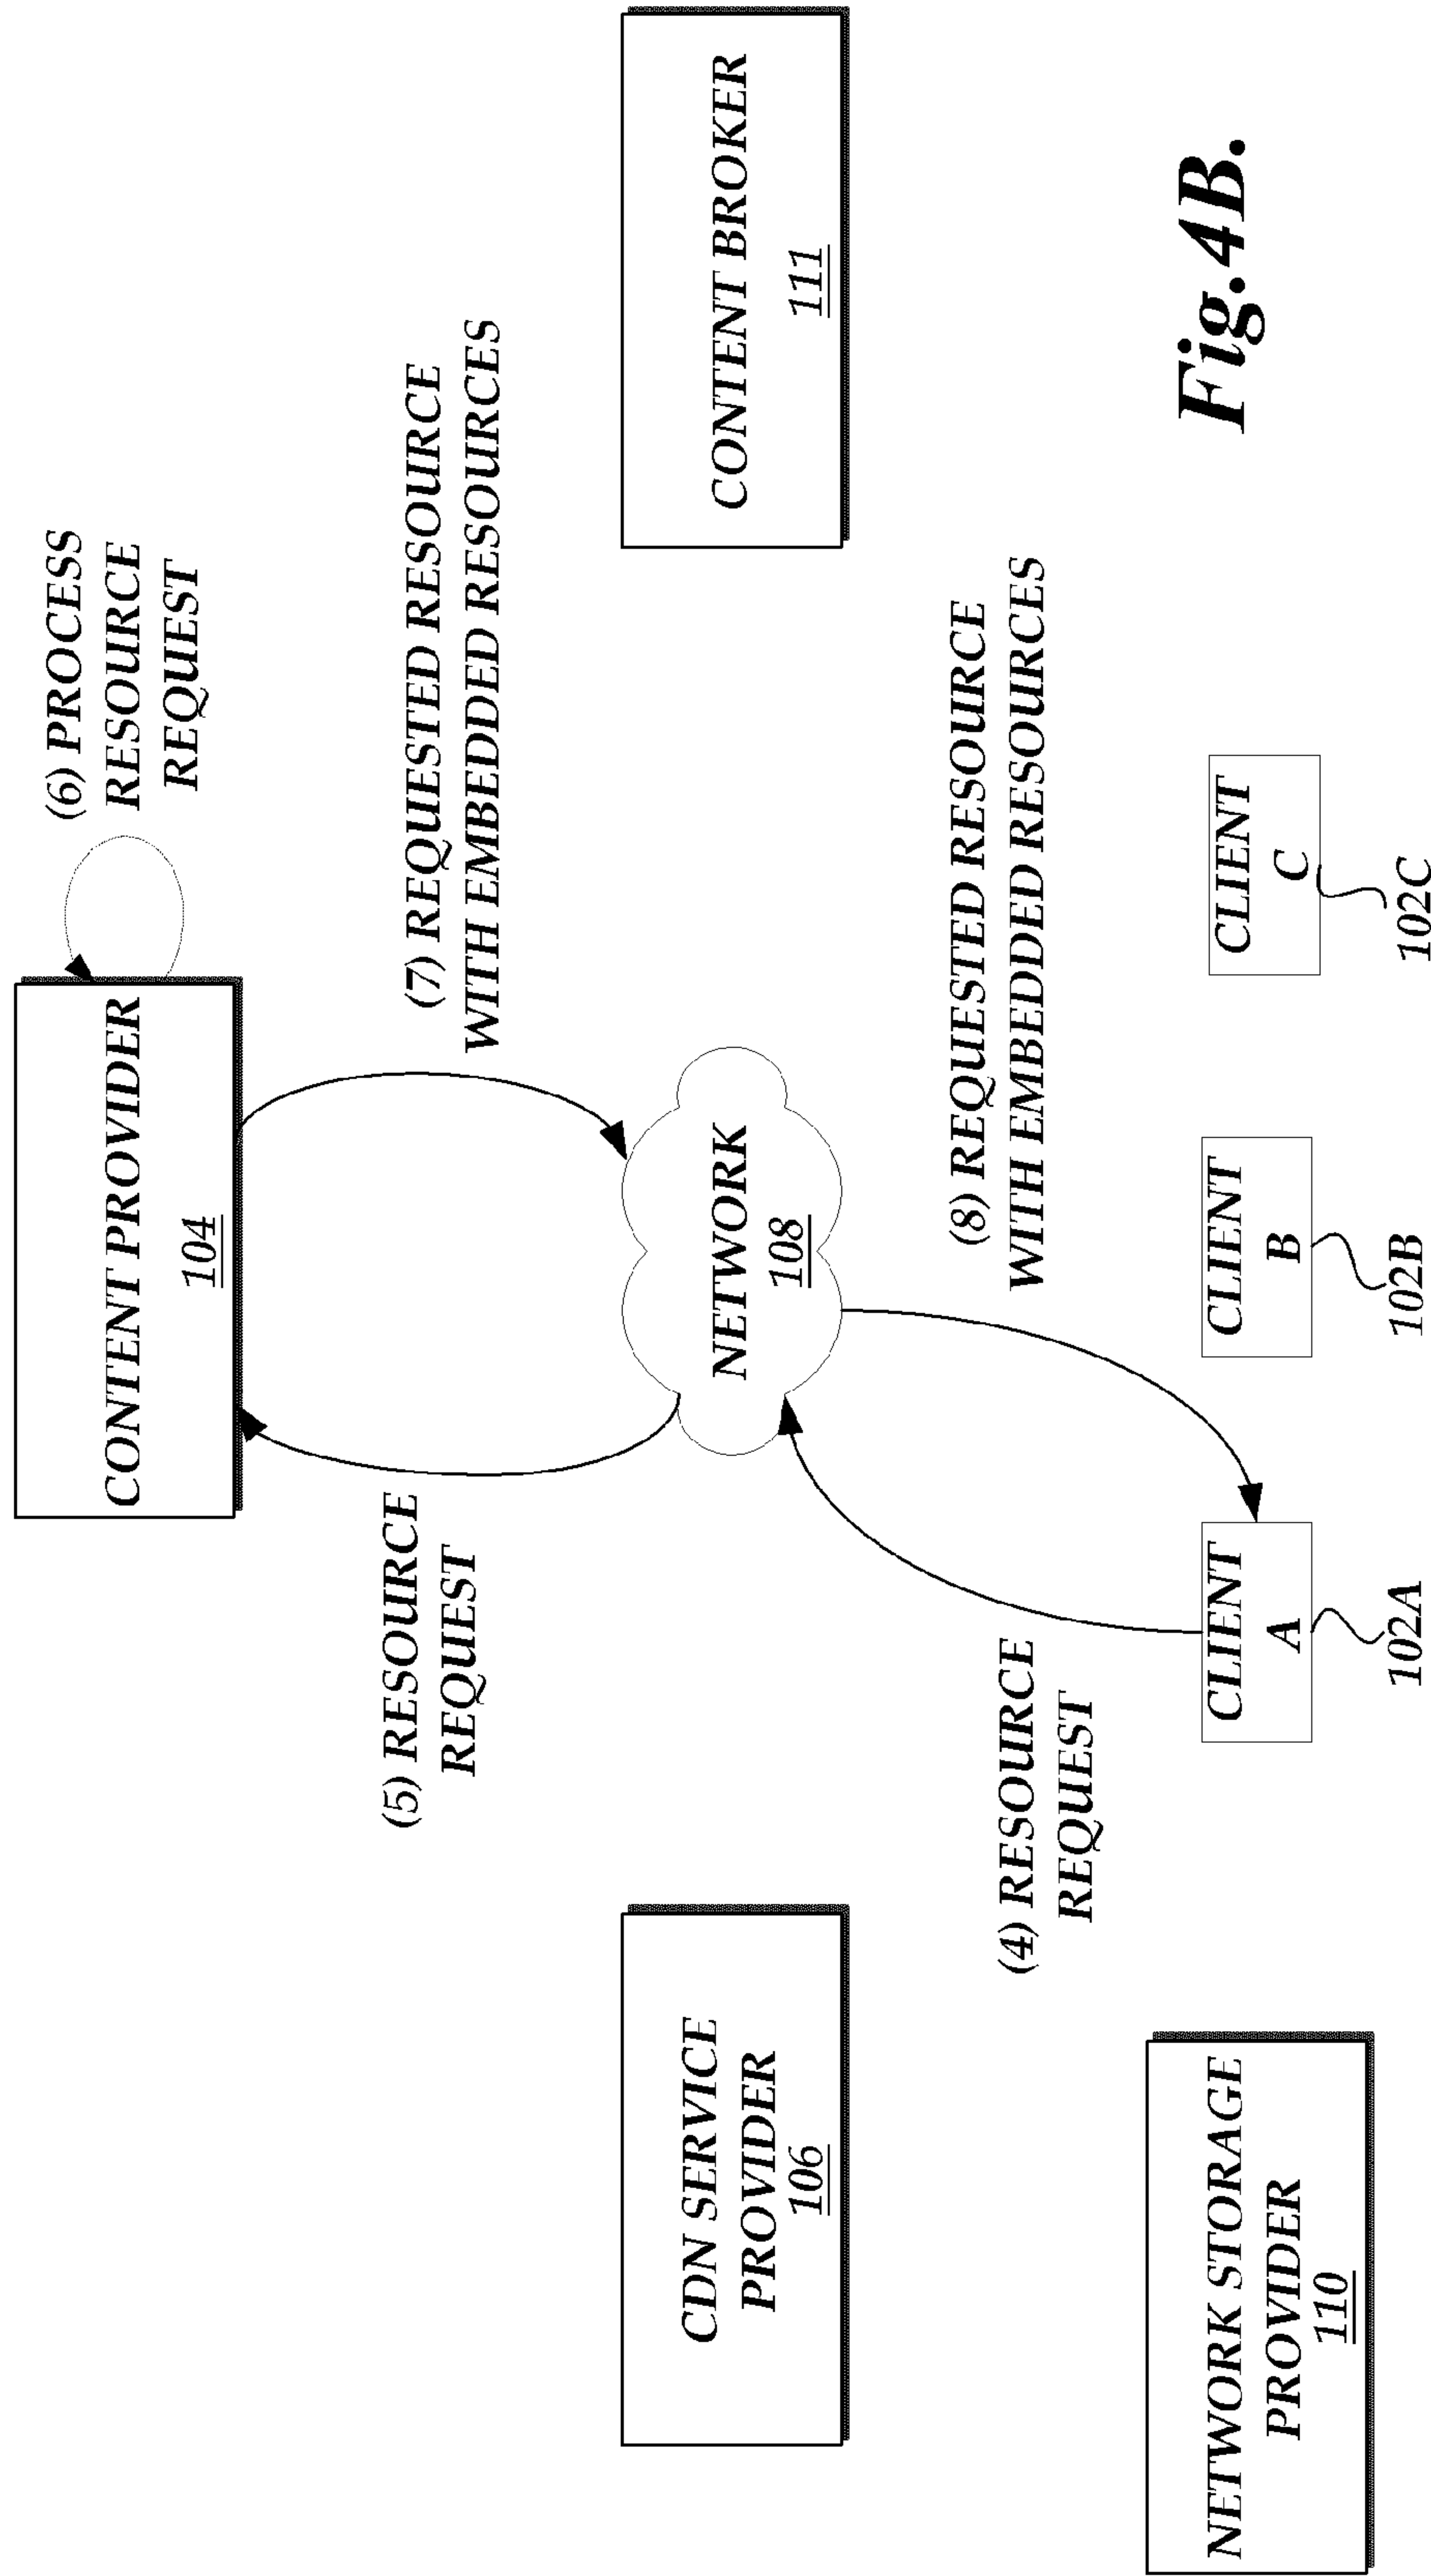 (6) PROCESS
RESOURCE
REQUEST
CONTENT PROVIDER
104
(5) RESOURCE
REQUEST
(7) REQUESTED RESOURCE
WITH EMBEDDED RESOURCES
CDN SERVICE
PROVIDER
106
NETWORK
108
CONTENT BROKER
111
(4) RESOURCE
REQUEST
(8) REQUESTED RESOURCE
WITH EMBEDDED RESOURCES
NETWORK STORAGE
PROVIDER
110
CLIENT
A
102A
CLIENT
B
102B
CLIENT
C
102C
Fig.4B.